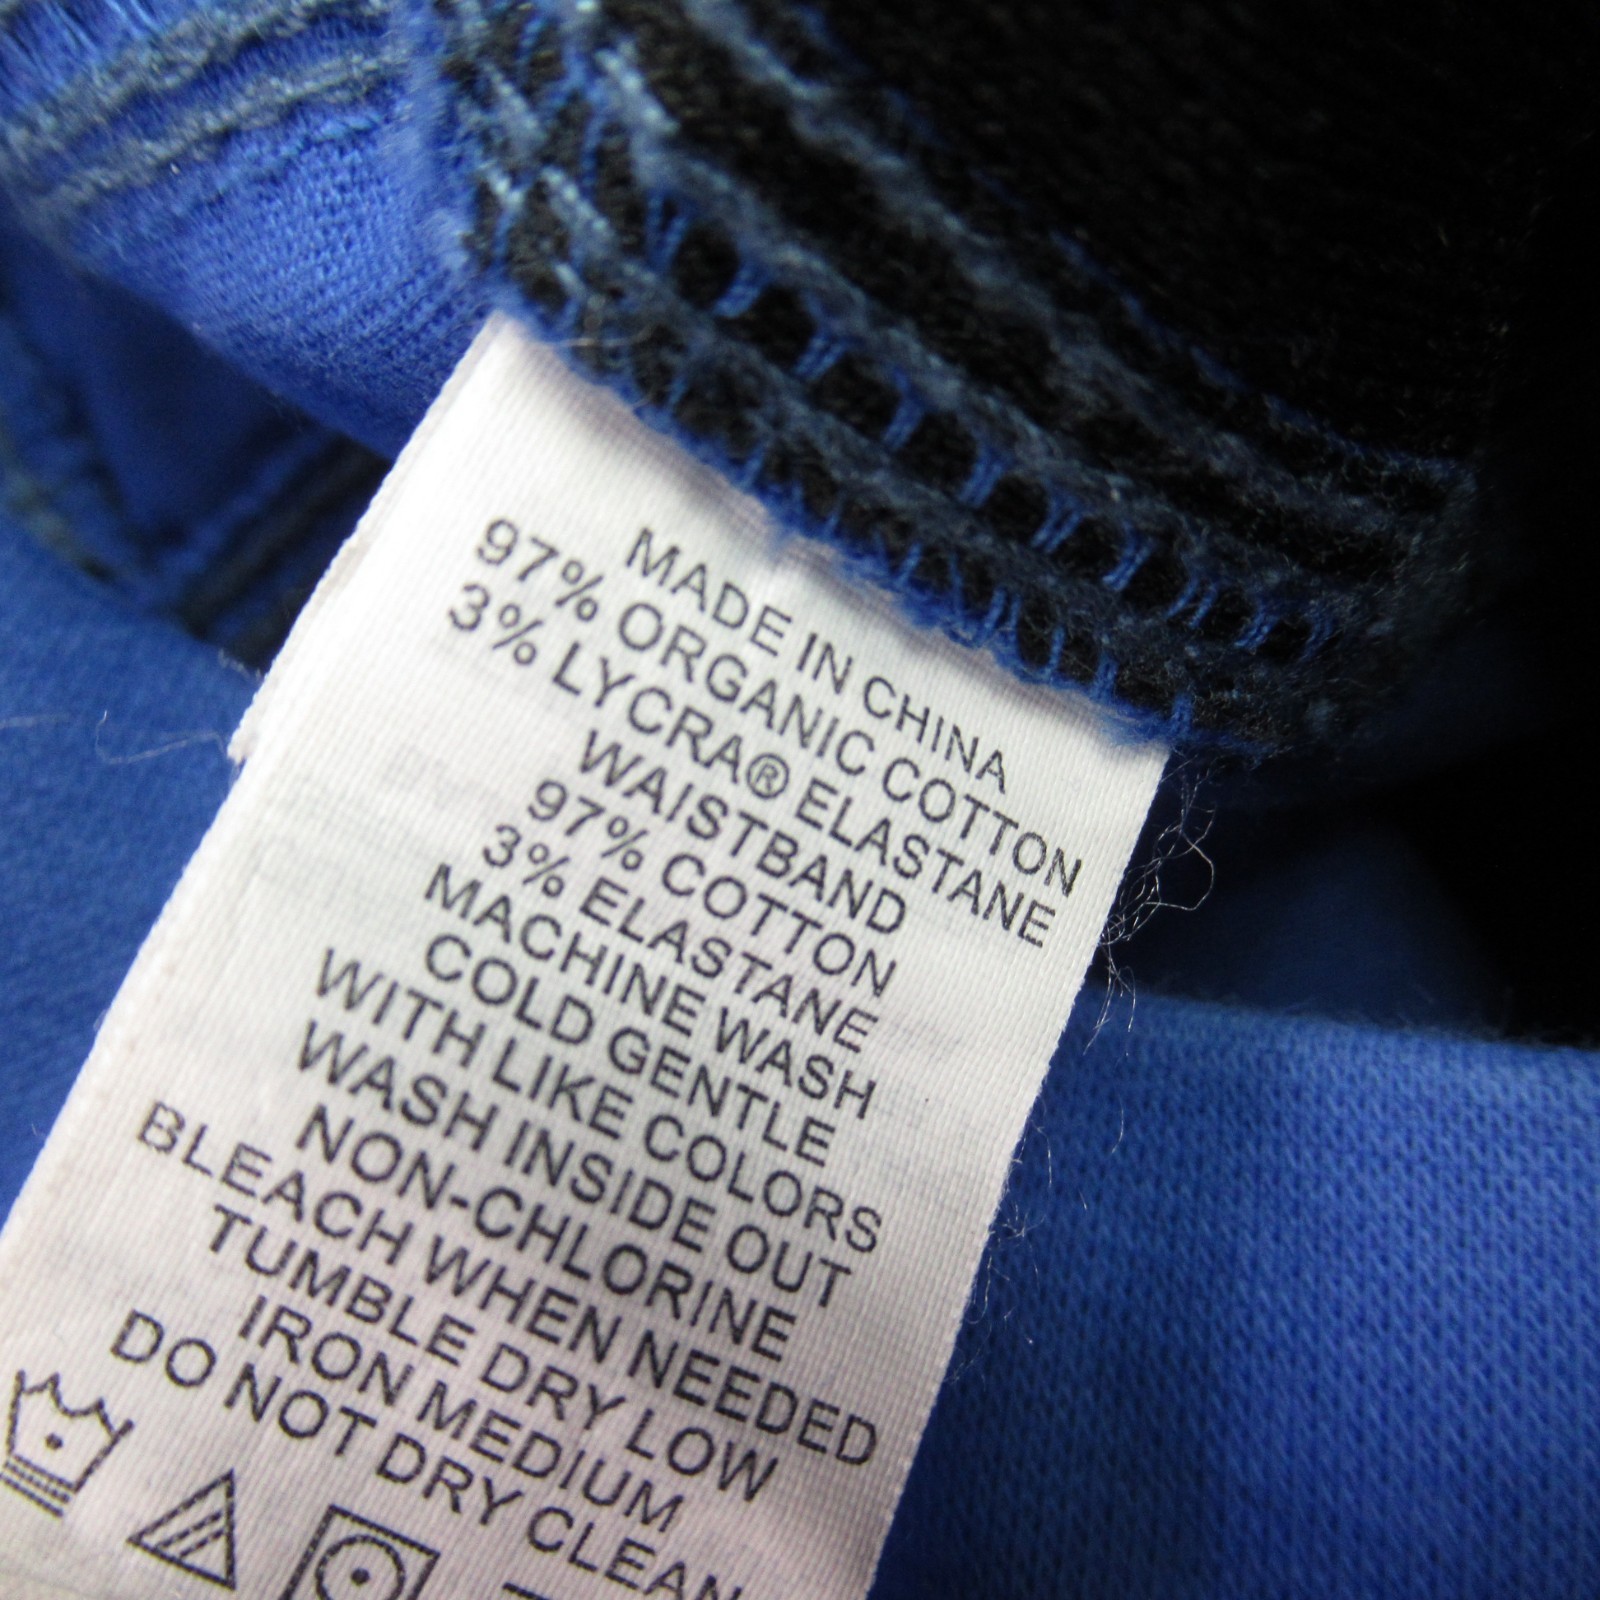 MADE IN CHINA
97% ORGANIC COTTON
3% LYCRA® ELASTANE
WAISTBAND
97% COTTON
3% ELASTANE
MACHINE WASH
COLD GENTLE
WITH LIKE COLORS
WASH INSIDE OUT
NON-CHLORINE
BLEACH WHEN NEEDED
TUMBLE DRY LOW
IRON MEDIUM
DO NOT DRY CLEAN